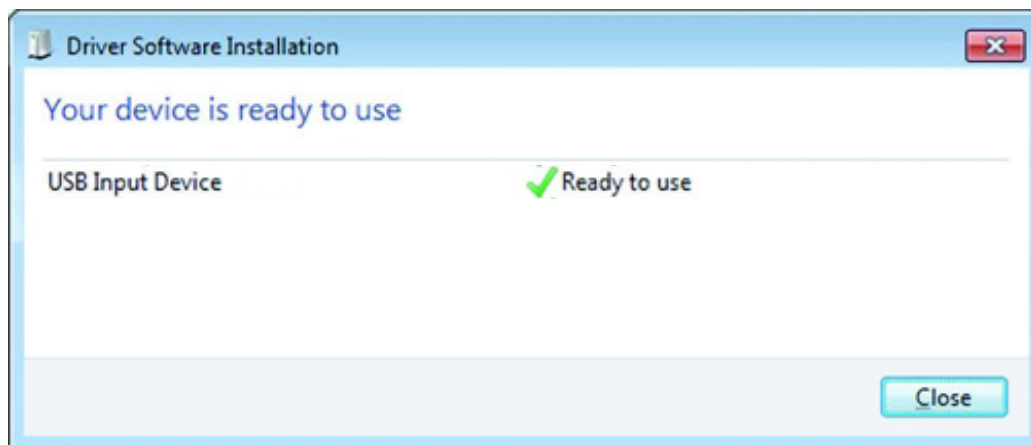 Driver Software Installation
Your device is ready to use
USB Input Device
Ready to use
Close